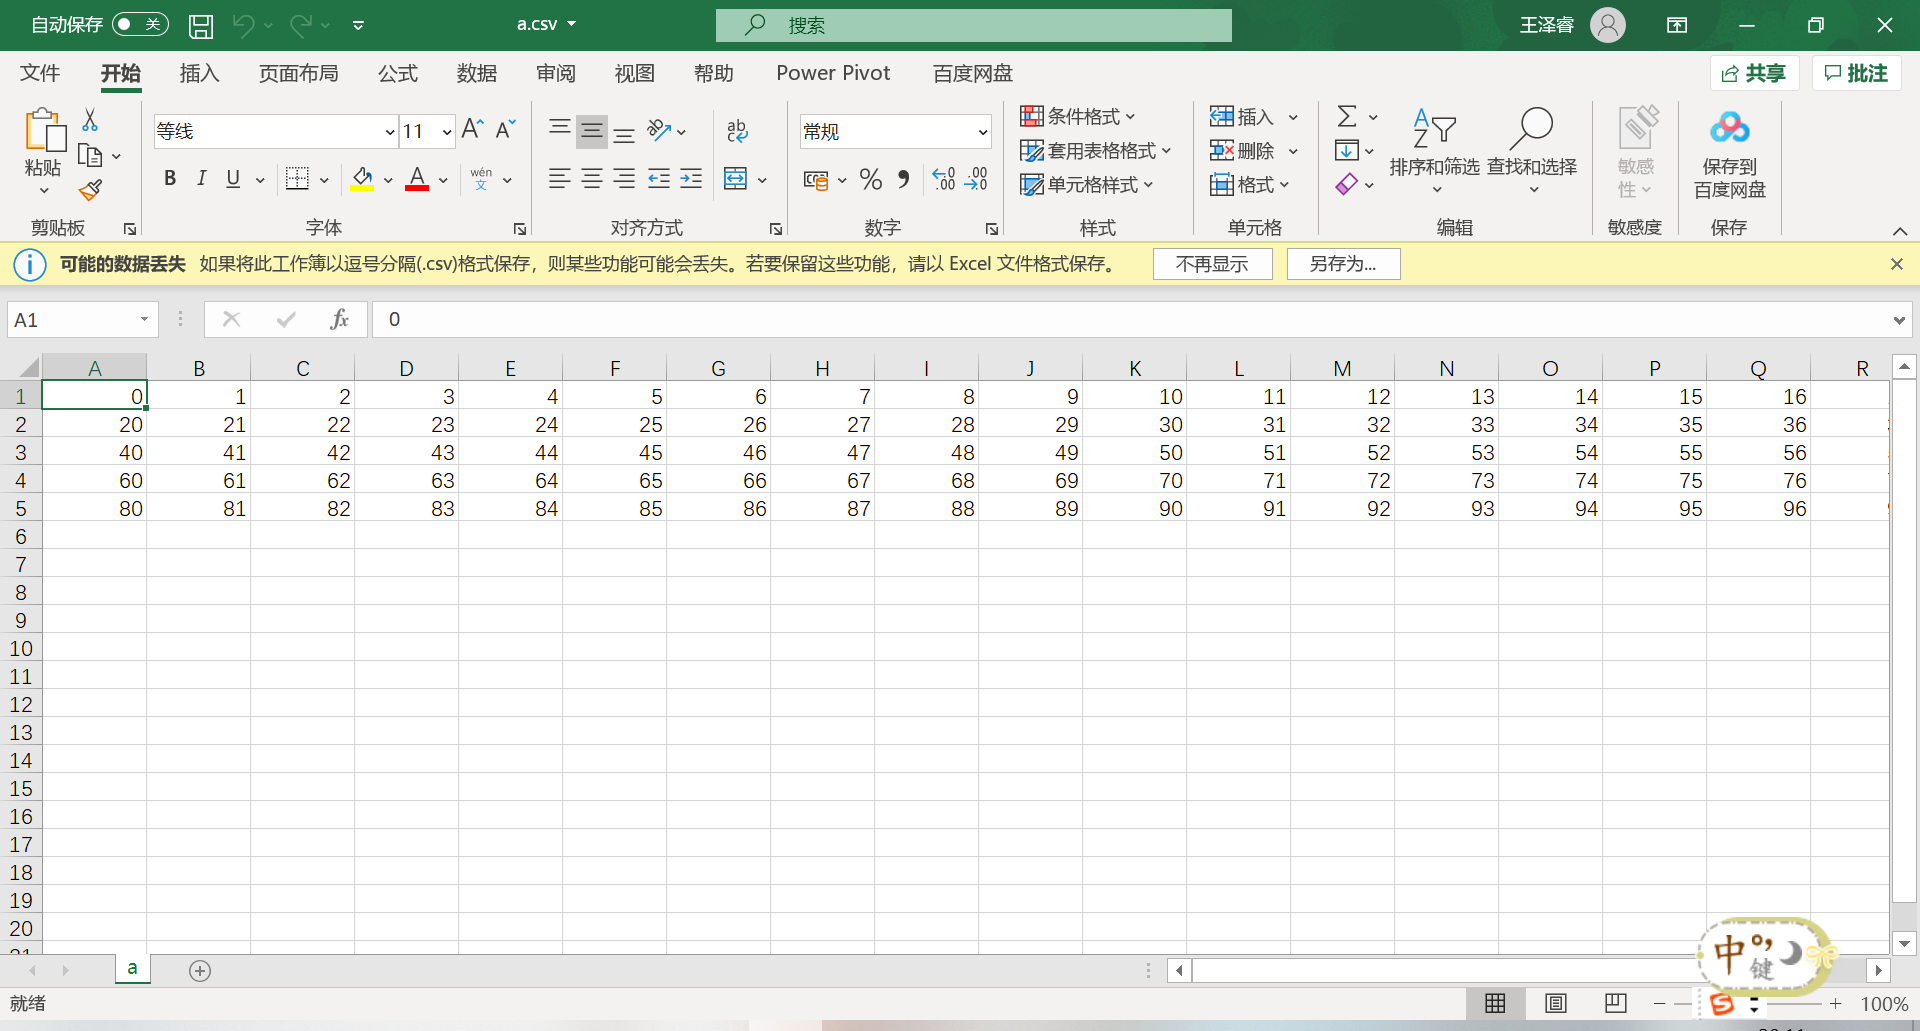 自动保存 关 a.csv 搜索 王泽睿
文件 开始 插入 页面布局 公式 数据 审阅 视图 帮助 Power Pivot 百度网盘 共享 批注
等线 11 常规 条件格式 插入
粘贴 套用表格格式 删除 排序和筛选 查找和选择 敏感性 保存到百度网盘
B I U A wén文 % 单元格样式 格式
剪贴板 字体 对齐方式 数字 样式 单元格 编辑 敏感度 保存
可能的数据丢失 如果将此工作簿以逗号分隔(.csv)格式保存，则某些功能可能会丢失。若要保留这些功能，请以 Excel 文件格式保存。 不再显示 另存为...
A1 fx 0
A B C D E F G H I J K L M N O P Q R
1 0 1 2 3 4 5 6 7 8 9 10 11 12 13 14 15 16
2 20 21 22 23 24 25 26 27 28 29 30 31 32 33 34 35 36
3 40 41 42 43 44 45 46 47 48 49 50 51 52 53 54 55 56
4 60 61 62 63 64 65 66 67 68 69 70 71 72 73 74 75 76
5 80 81 82 83 84 85 86 87 88 89 90 91 92 93 94 95 96
6
7
8
9
10
11
12
13
14
15
16
17
18
19
20
a
中 键
就绪 100%